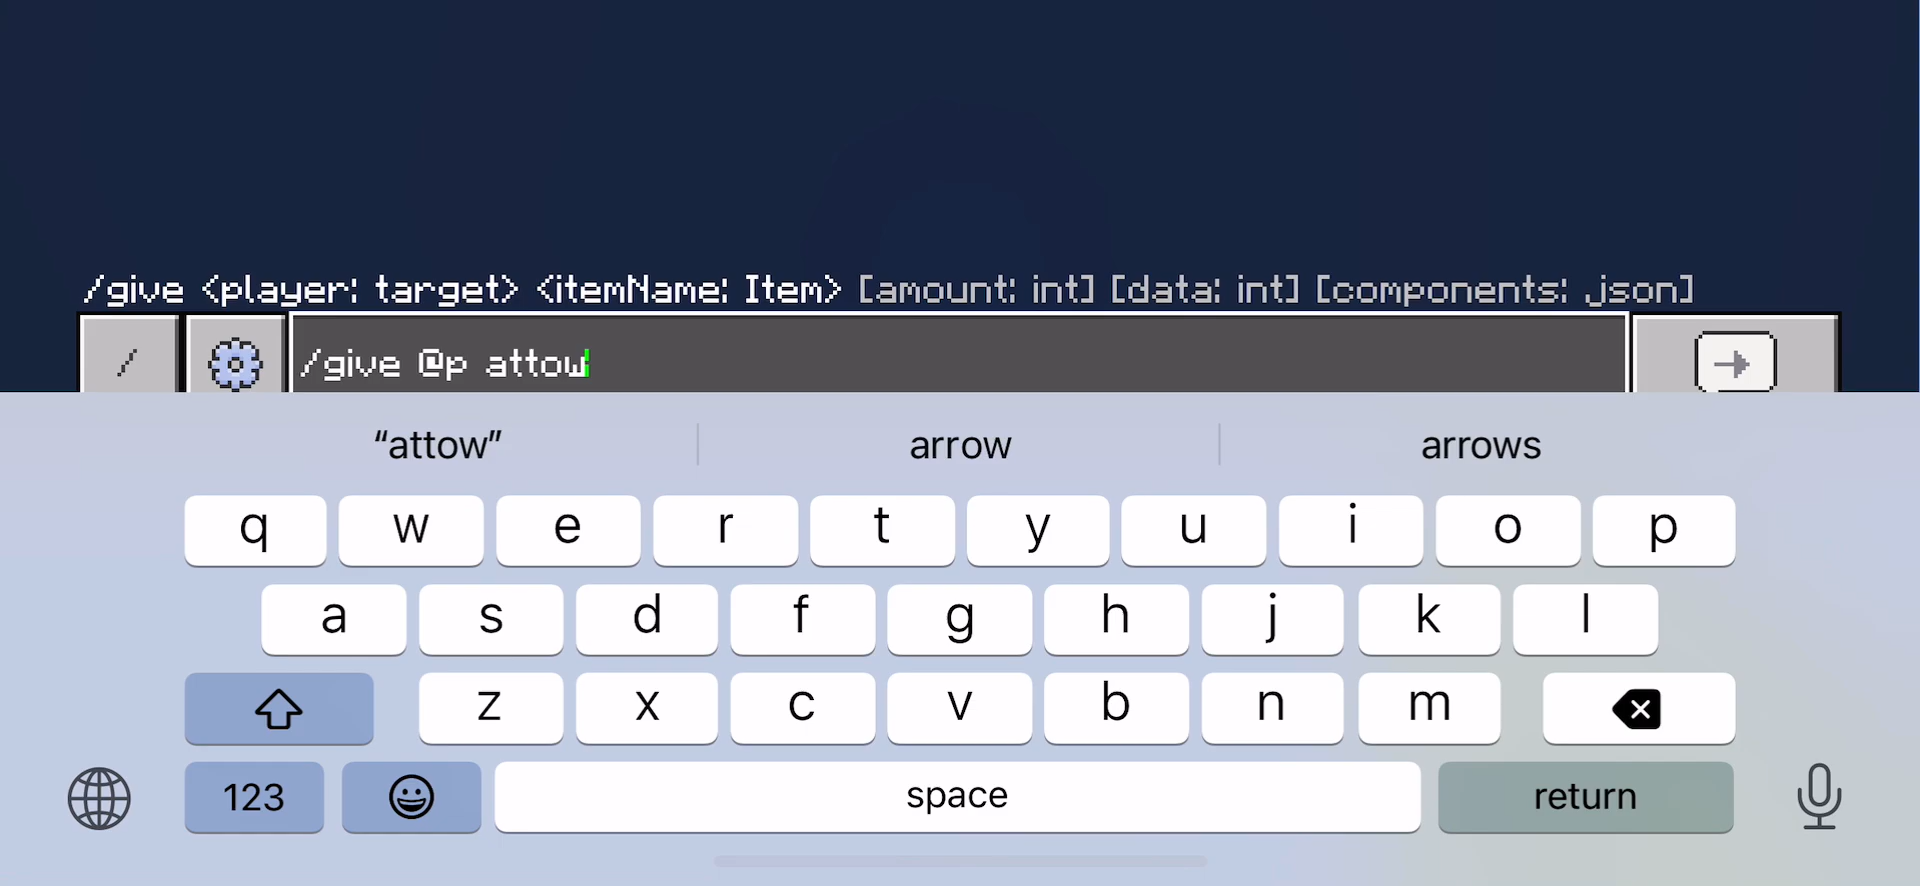 /give <player: target> <itemName: Item> [amount: int] [data: int] [components: json]
/ /give @p attow
“attow” arrow arrows
q w e r t y u i o p
a s d f g h j k l
z x c v b n m
123 space return